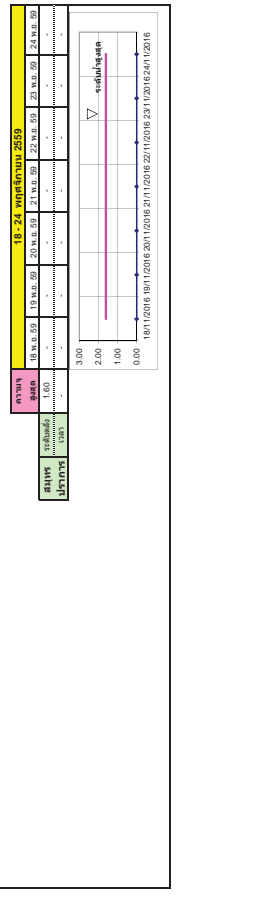 ความจุ 18 - 24 พฤศจิกายน 2559
สูงสุด 18 พ.ย. 59 19 พ.ย. 59 20 พ.ย. 59 21 พ.ย. 59 22 พ.ย. 59 23 พ.ย. 59 24 พ.ย. 59
สมุทร ระดับตลิ่ง 1.60 - - - - - - -
ปราการ เวลา - - - - - - - -
3.00
2.00
1.00
0.00
ระดับน้ำสูงสุด
18/11/2016 19/11/2016 20/11/2016 21/11/2016 22/11/2016 23/11/2016 24/11/2016